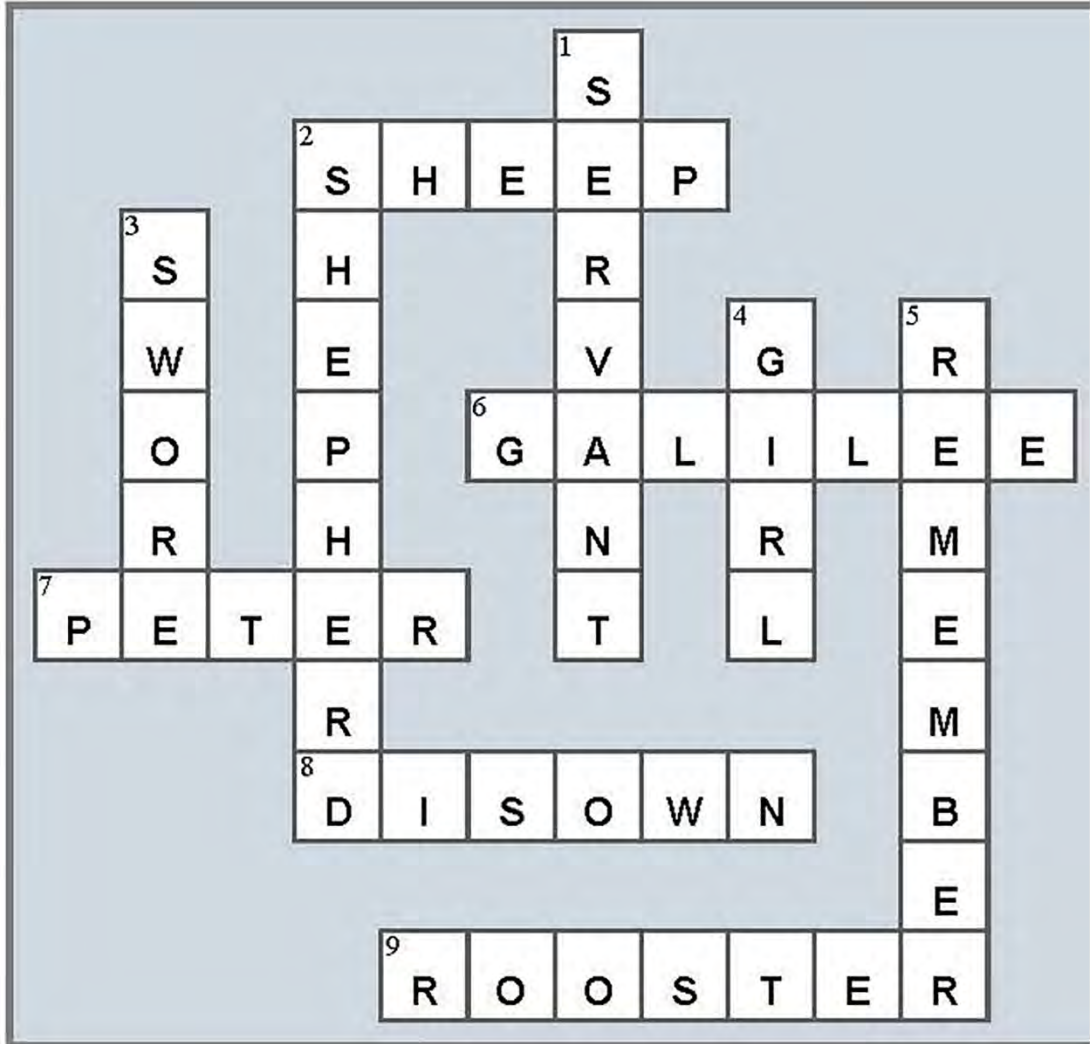 1
S
2
S H E E P
3
S H R
W E V 4 G 5 R
O P 6 G A L I L E E
R H N R M
7 P E T E R T L E
R M
8 D I S O W N B
E
9 R O O S T E R